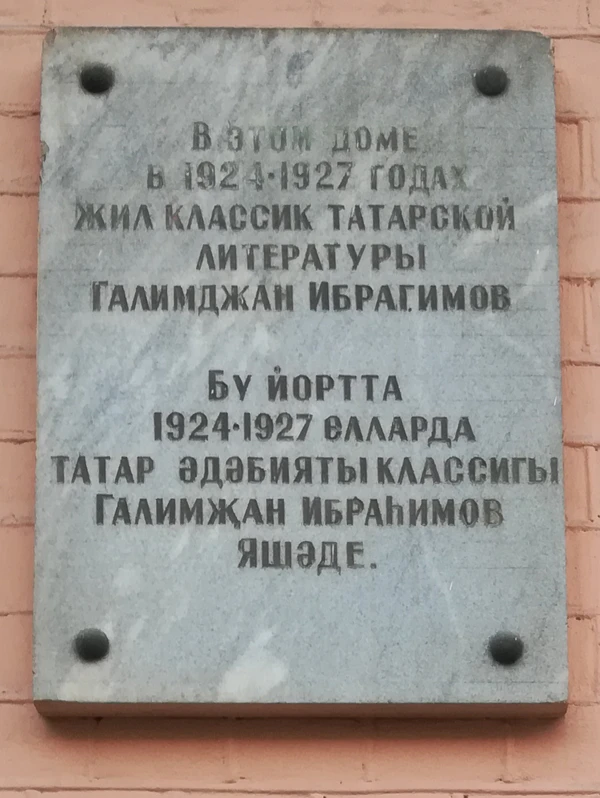 В ЭТОМ ДОМЕ
В 1924-1927 ГОДАХ
ЖИЛ КЛАССИК ТАТАРСКОЙ
ЛИТЕРАТУРЫ
ГАЛИМДЖАН ИБРАГИМОВ
БУ ЙОРТТА
1924-1927 ЕЛЛАРДА
ТАТАР ӘДӘБИЯТЫ КЛАССИГЫ
ГАЛИМҖАН ИБРАҺИМОВ
ЯШӘДЕ.